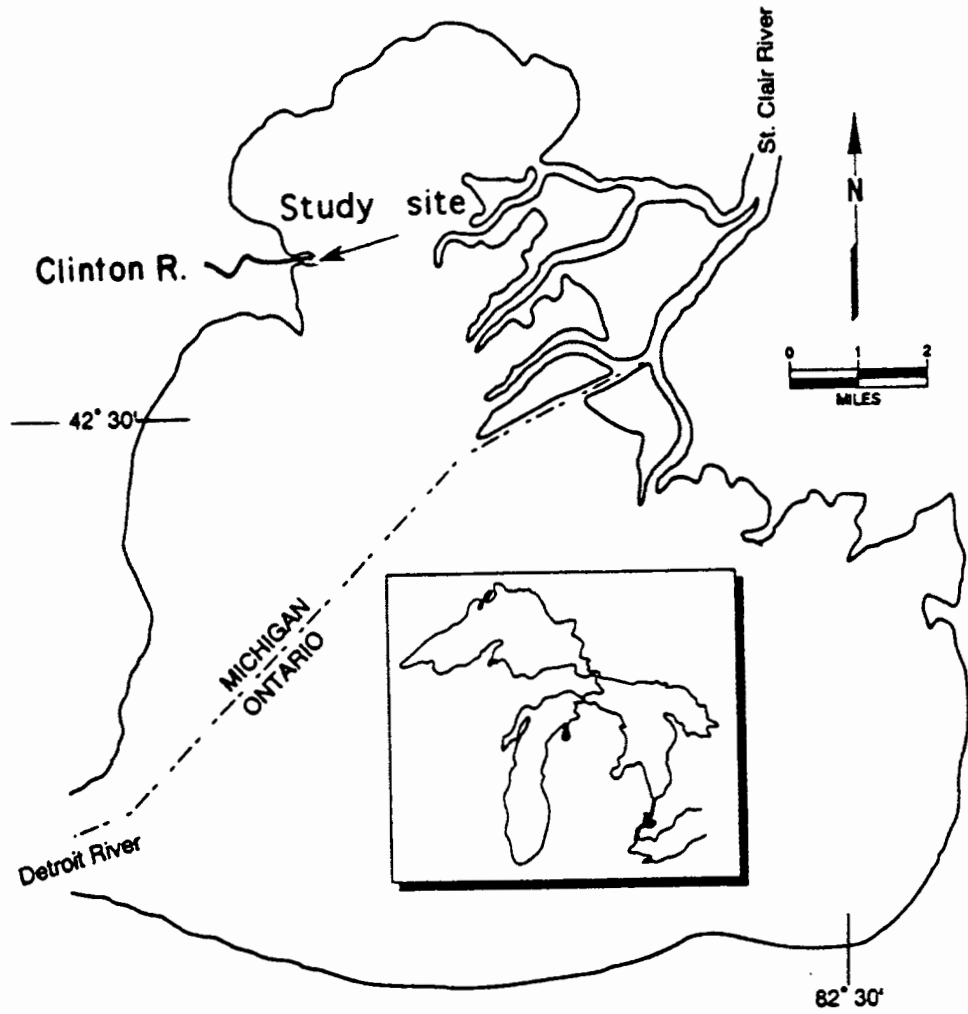 St. Clair River
N
Study site
Clinton R.
0 1 2
MILES
42° 30'
MICHIGAN
ONTARIO
Detroit River
82° 30'